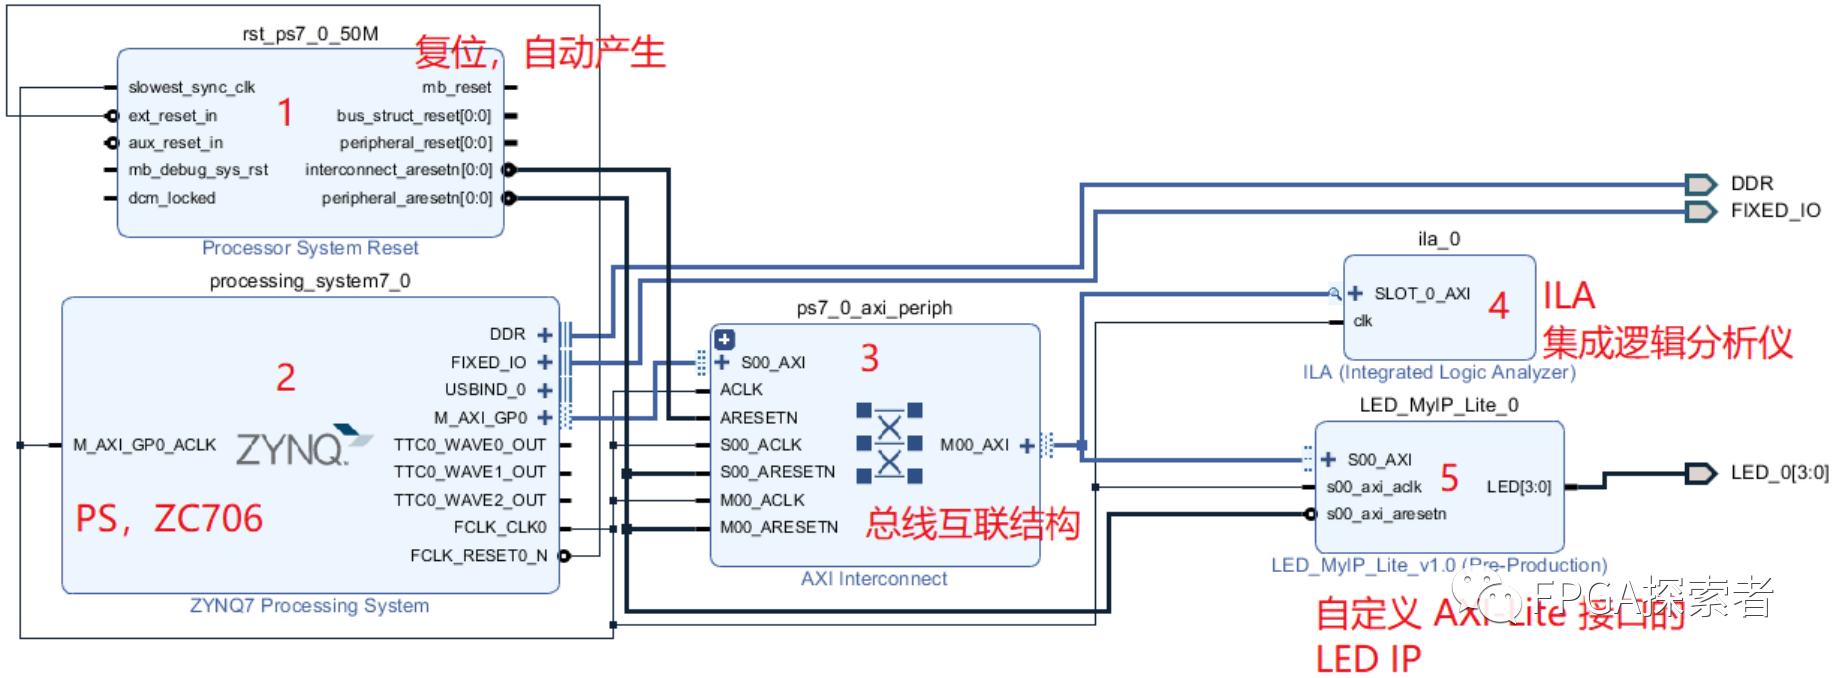 rst_ps7_0_50M
复位，自动产生
slowest_sync_clk
ext_reset_in
aux_reset_in
mb_debug_sys_rst
dcm_locked
1
mb_reset
bus_struct_reset[0:0]
peripheral_reset[0:0]
interconnect_aresetn[0:0]
peripheral_aresetn[0:0]
Processor System Reset
processing_system7_0
2
M_AXI_GP0_ACLK
ZYNQ
PS，ZC706
DDR
FIXED_IO
USBIND_0
M_AXI_GP0
TTC0_WAVE0_OUT
TTC0_WAVE1_OUT
TTC0_WAVE2_OUT
FCLK_CLK0
FCLK_RESET0_N
ZYNQ7 Processing System
ps7_0_axi_periph
3
S00_AXI
ACLK
ARESETN
S00_ACLK
S00_ARESETN
M00_ACLK
M00_ARESETN
M00_AXI
总线互联结构
AXI Interconnect
DDR
FIXED_IO
ila_0
SLOT_0_AXI
clk
4
ILA
集成逻辑分析仪
ILA (Integrated Logic Analyzer)
LED_MyIP_Lite_0
S00_AXI
s00_axi_aclk
s00_axi_aresetn
5
LED[3:0]
LED_0[3:0]
LED_MyIP_Lite_v1.0 (Pre-Production)
FPGA探索者
自定义 AXI-Lite 接口的
LED IP